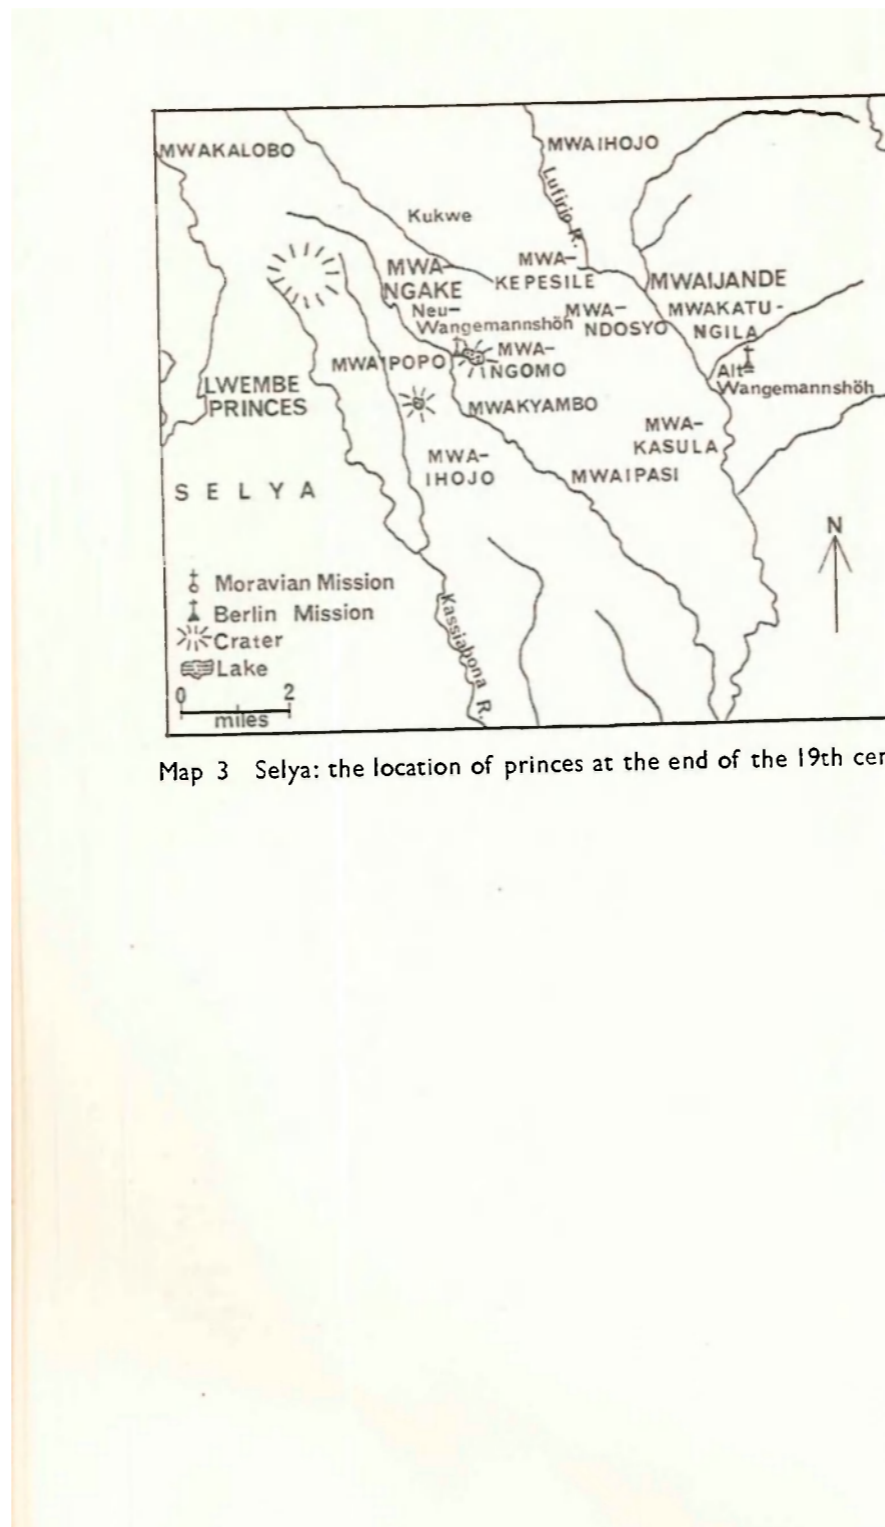 MWAKALOBO
MWAIHOJO
Lufirio R.
Kukwe
MWA-
KEPESILE
MWA-
NGAKE
MWAIJANDE
Neu-
Wangemannshöh
MWA-
NDOSYO
MWAKATU-
NGILA
MWAIPOPO
MWA-
NGOMO
Alt-
Wangemannshöh
LWEMBE
PRINCES
MWAKYAMBO
MWA-
KASULA
MWA-
IHOJO
MWAIPASI
SELYA
N
Moravian Mission
Berlin Mission
Crater
Lake
0 2
miles
Kassiabona R.
Map 3 Selya: the location of princes at the end of the 19th cen